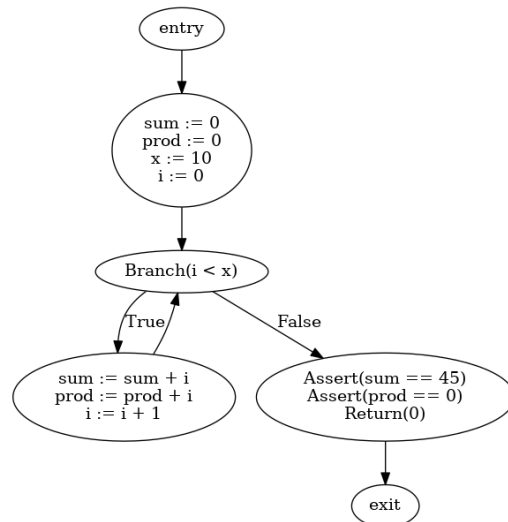 entry
sum := 0
prod := 0
x := 10
i := 0
Branch(i < x)
True
False
sum := sum + i
prod := prod + i
i := i + 1
Assert(sum == 45)
Assert(prod == 0)
Return(0)
exit